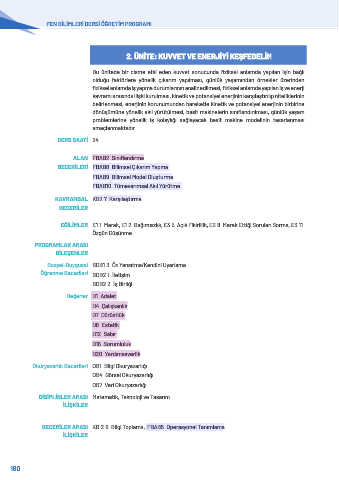 FEN BİLİMLERİ DERSİ ÖĞRETİM PROGRAMI
2. ÜNİTE: KUVVET VE ENERJİYİ KEŞFEDELİM
Bu ünitede bir cisme etki eden kuvvet sonucunda fiziksel anlamda yapılan işin bağlı
olduğu faktörlere yönelik çıkarım yapılması, günlük yaşamından örnekler üzerinden
fiziksel anlamda iş yapma durumlarının analiz edilmesi, fiziksel anlamda yapılan iş ve enerji
kavramı arasında ilişki kurulması, kinetik ve potansiyel enerjinin karşılaştırılıp niteliklerinin
belirlenmesi, enerjinin korunumundan hareketle kinetik ve potansiyel enerjinin birbirine
dönüşümüne yönelik akıl yürütülmesi, basit makinelerin sınıflandırılması, günlük yaşam
problemlerine yönelik iş kolaylığı sağlayacak basit makine modelinin tasarlanması
amaçlanmaktadır.
DERS SAATİ 24
ALAN BECERİLERİ FBAB2. Sınıflandırma
FBAB8. Bilimsel Çıkarım Yapma
FBAB9. Bilimsel Model Oluşturma
FBAB10. Tümevarımsal Akıl Yürütme
KAVRAMSAL BECERİLER KB2.7. Karşılaştırma
EĞİLİMLER E1.1. Merak, E1.2. Bağımsızlık, E3.5. Açık Fikirlilik, E3.8. Merak Ettiği Soruları Sorma, E3.11.
Özgün Düşünme
PROGRAMLAR ARASI
BİLEŞENLER
Sosyal-Duygusal Öğrenme Becerileri SDB1.3. Öz Yansıtma/Kendini Uyarlama
SDB2.1. İletişim
SDB2.2. İş Birliği
Değerler D1. Adalet
D4. Çalışkanlık
D7. Estetik
D12. Sabır
D16. Sorumluluk
D20. Yardımseverlik
Okuryazarlık Becerileri OB1. Bilgi Okuryazarlığı
OB4. Görsel Okuryazarlığı
OB7. Veri Okuryazarlığı
DİSİPLİNLER ARASI İLİŞKİLER Matematik, Teknoloji ve Tasarım
BECERİLER ARASI İLİŞKİLER KB2.6. Bilgi Toplama, FBAB5. Operasyonel Tanımlama
180